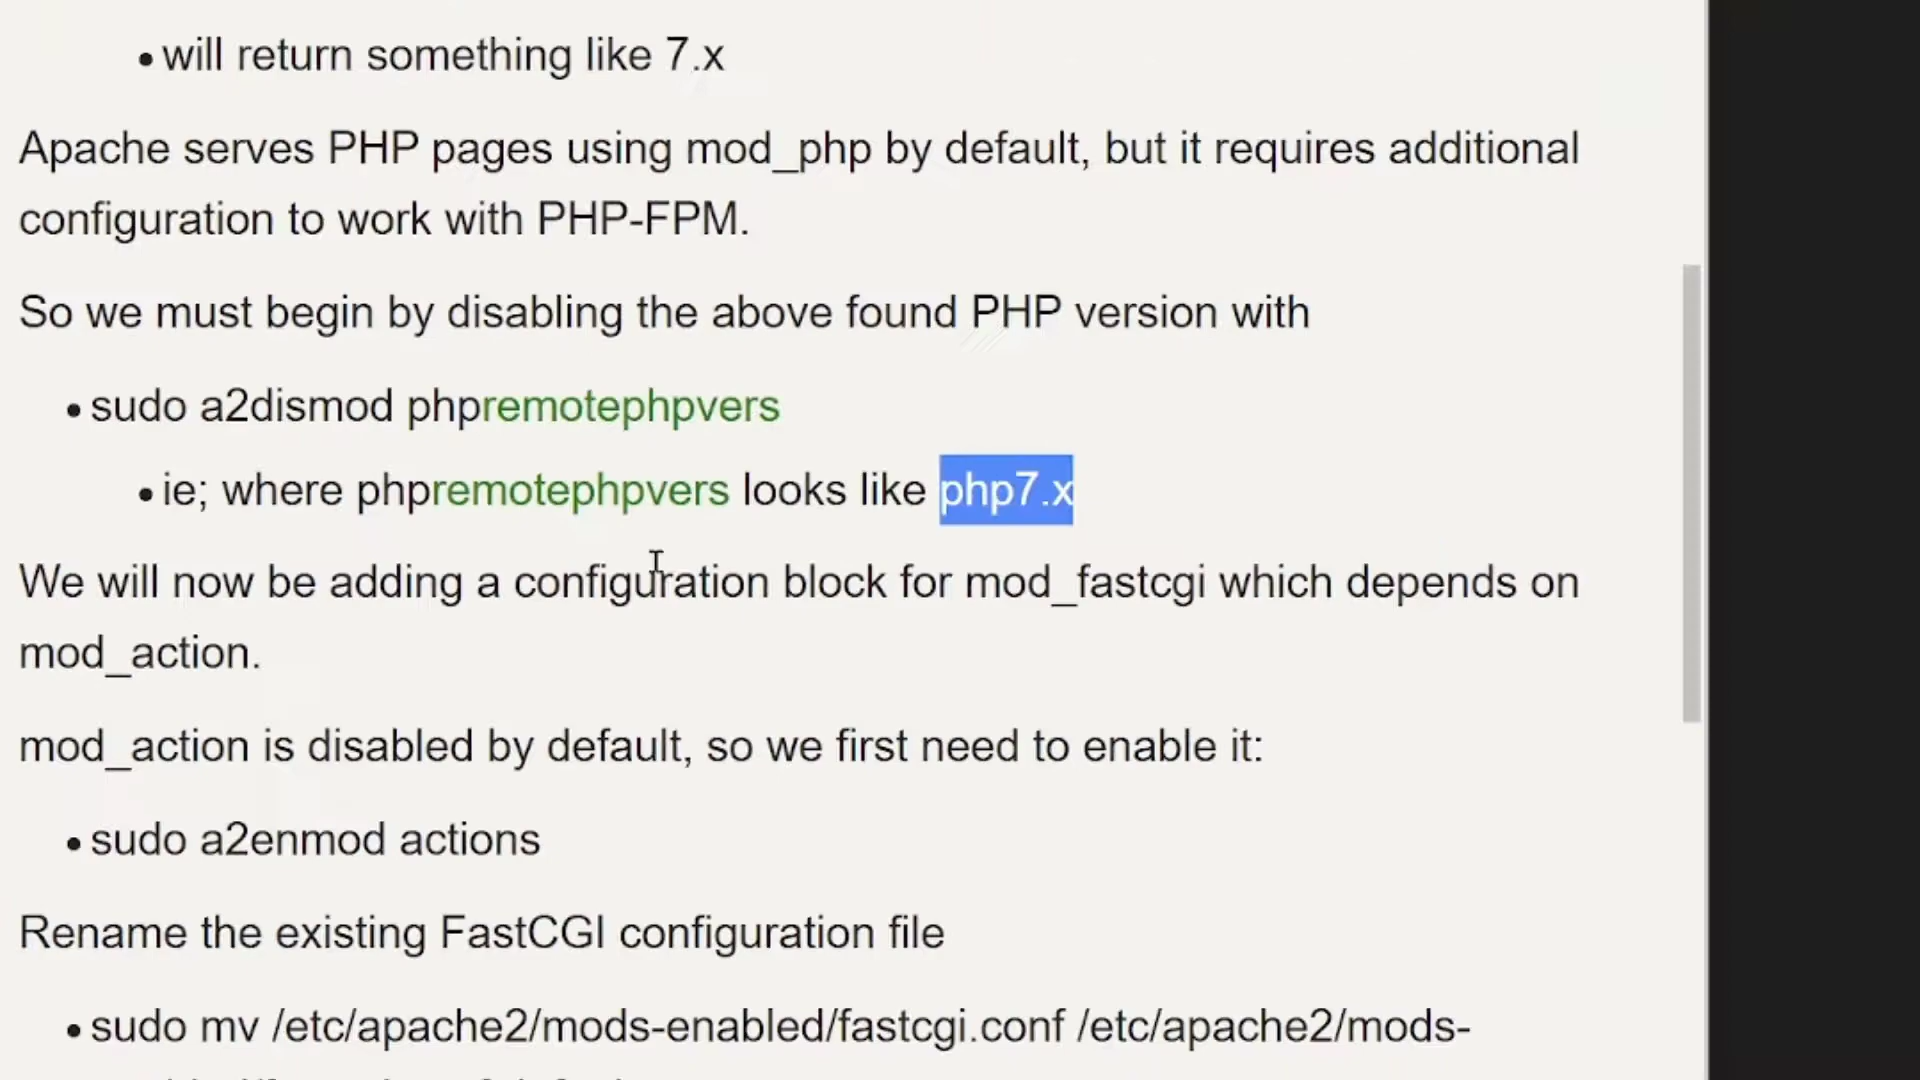 • will return something like 7.x
Apache serves PHP pages using mod_php by default, but it requires additional
configuration to work with PHP-FPM.
So we must begin by disabling the above found PHP version with
• sudo a2dismod phpremotephpvers
• ie; where phpremotephpvers looks like php7.x
We will now be adding a configuration block for mod_fastcgi which depends on
mod_action.
mod_action is disabled by default, so we first need to enable it:
• sudo a2enmod actions
Rename the existing FastCGI configuration file
• sudo mv /etc/apache2/mods-enabled/fastcgi.conf /etc/apache2/mods-